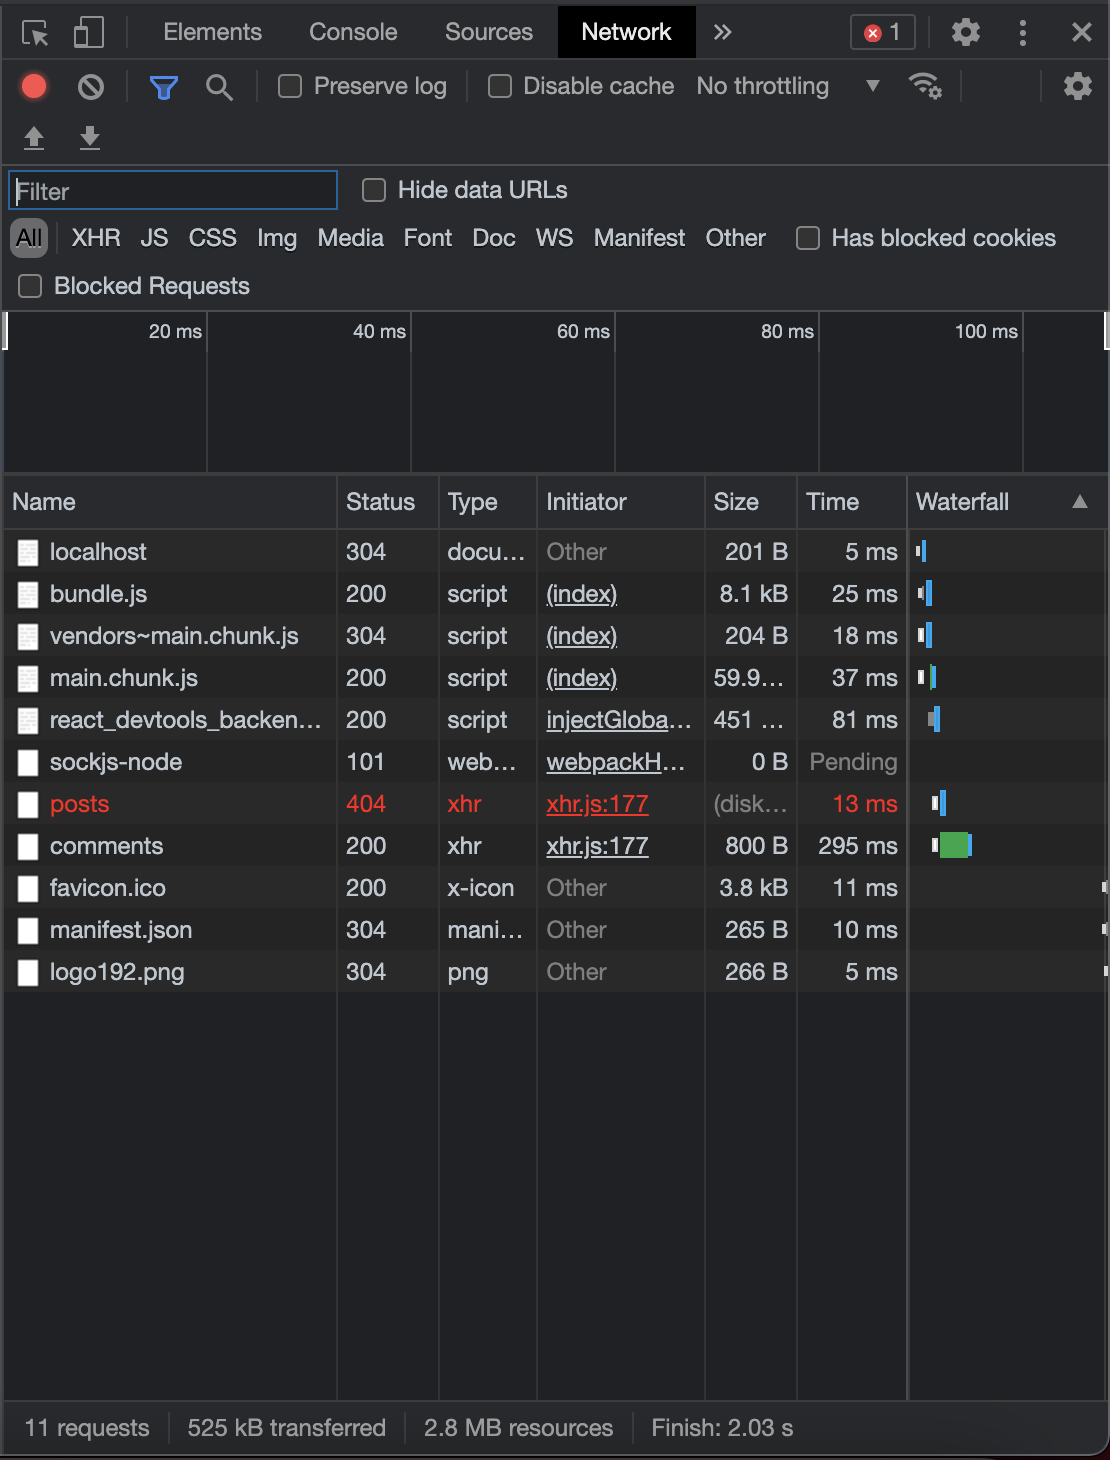 Elements Console Sources Network » 1
Preserve log Disable cache No throttling
Filter Hide data URLs
All XHR JS CSS Img Media Font Doc WS Manifest Other Has blocked cookies
Blocked Requests
20 ms 40 ms 60 ms 80 ms 100 ms
Name Status Type Initiator Size Time Waterfall
localhost 304 docu... Other 201 B 5 ms
bundle.js 200 script (index) 8.1 kB 25 ms
vendors~main.chunk.js 304 script (index) 204 B 18 ms
main.chunk.js 200 script (index) 59.9... 37 ms
react_devtools_backen... 200 script injectGloba... 451 ... 81 ms
sockjs-node 101 web... webpackH... 0 B Pending
posts 404 xhr xhr.js:177 (disk... 13 ms
comments 200 xhr xhr.js:177 800 B 295 ms
favicon.ico 200 x-icon Other 3.8 kB 11 ms
manifest.json 304 mani... Other 265 B 10 ms
logo192.png 304 png Other 266 B 5 ms
11 requests 525 kB transferred 2.8 MB resources Finish: 2.03 s